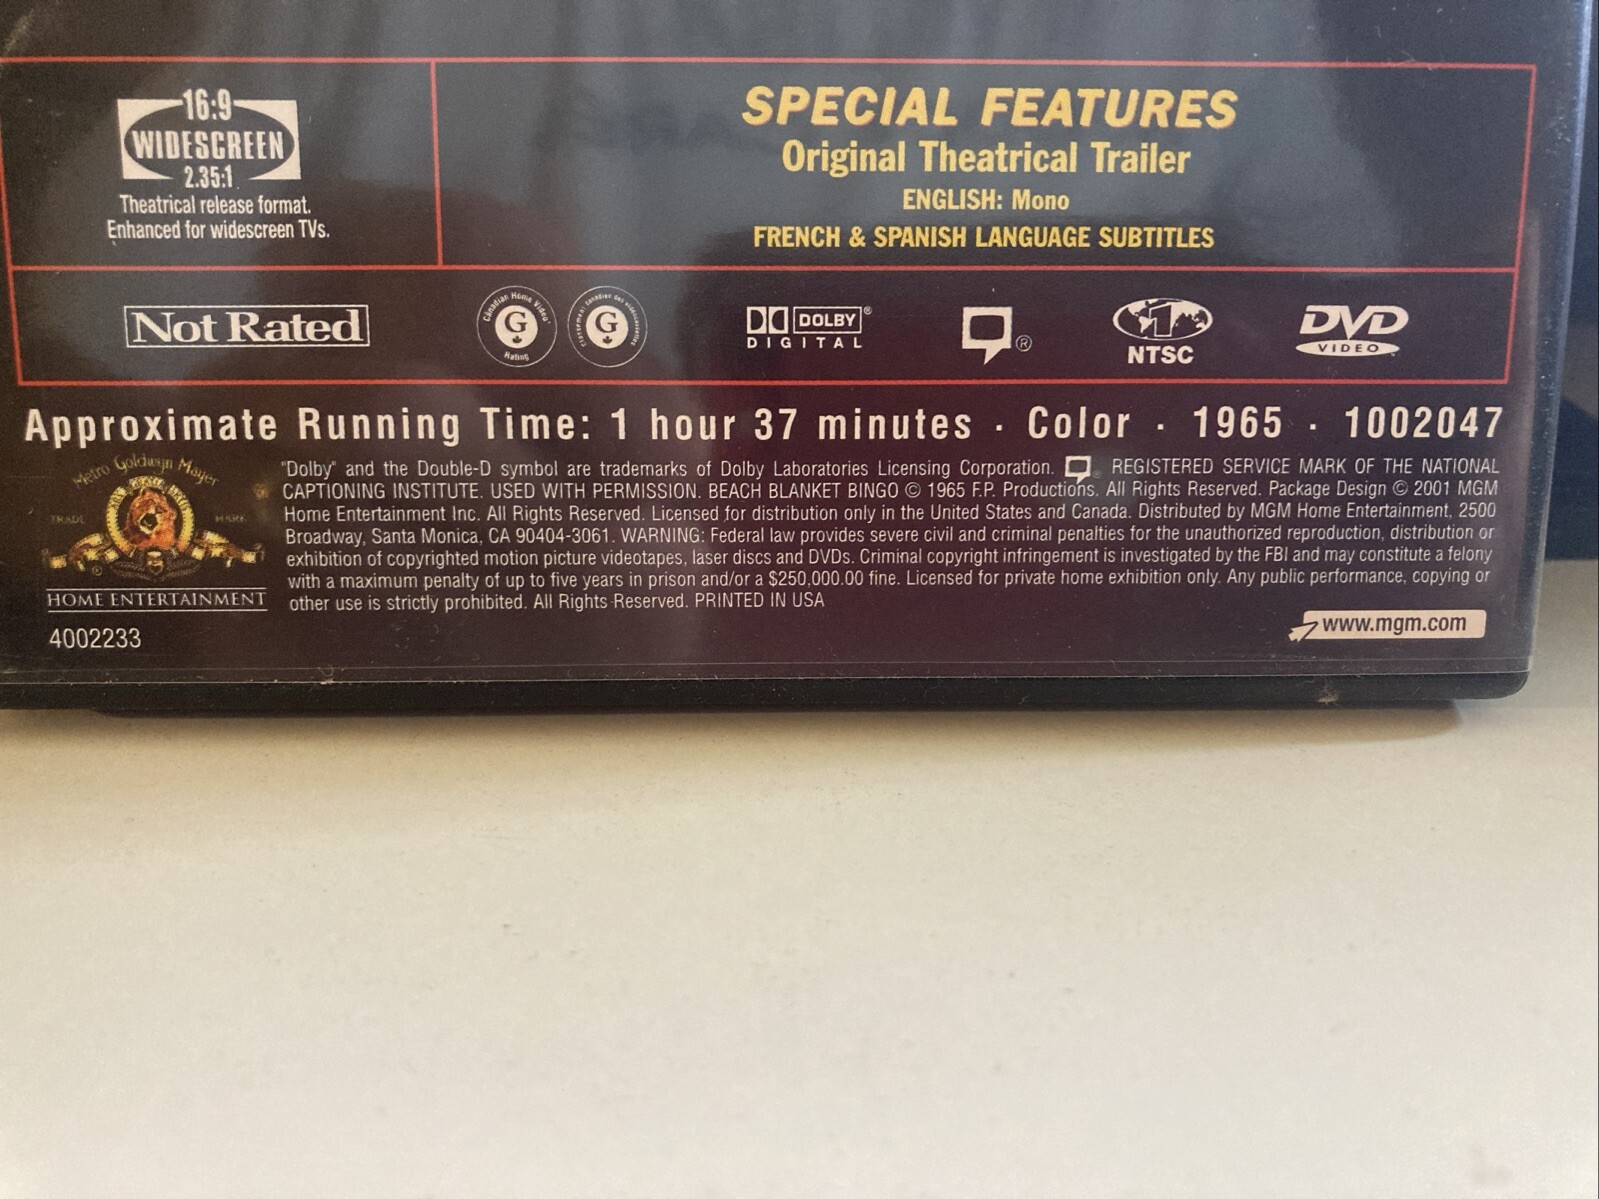 16:9
WIDESCREEN
2.35:1
Theatrical release format.
Enhanced for widescreen TVs.
SPECIAL FEATURES
Original Theatrical Trailer
ENGLISH: Mono
FRENCH & SPANISH LANGUAGE SUBTITLES
Not Rated
Canadian Home Video
G
Rating
G
DOLBY®
DIGITAL
®
1
NTSC
DVD
VIDEO
Approximate Running Time: 1 hour 37 minutes · Color · 1965 · 1002047
Metro Goldwyn Mayer
TRADE MARK
HOME ENTERTAINMENT
4002233
"Dolby" and the Double-D symbol are trademarks of Dolby Laboratories Licensing Corporation. REGISTERED SERVICE MARK OF THE NATIONAL
CAPTIONING INSTITUTE. USED WITH PERMISSION. BEACH BLANKET BINGO © 1965 F.P. Productions. All Rights Reserved. Package Design © 2001 MGM
Home Entertainment Inc. All Rights Reserved. Licensed for distribution only in the United States and Canada. Distributed by MGM Home Entertainment, 2500
Broadway, Santa Monica, CA 90404-3061. WARNING: Federal law provides severe civil and criminal penalties for the unauthorized reproduction, distribution or
exhibition of copyrighted motion picture videotapes, laser discs and DVDs. Criminal copyright infringement is investigated by the FBI and may constitute a felony
with a maximum penalty of up to five years in prison and/or a $250,000.00 fine. Licensed for private home exhibition only. Any public performance, copying or
other use is strictly prohibited. All Rights Reserved. PRINTED IN USA
www.mgm.com